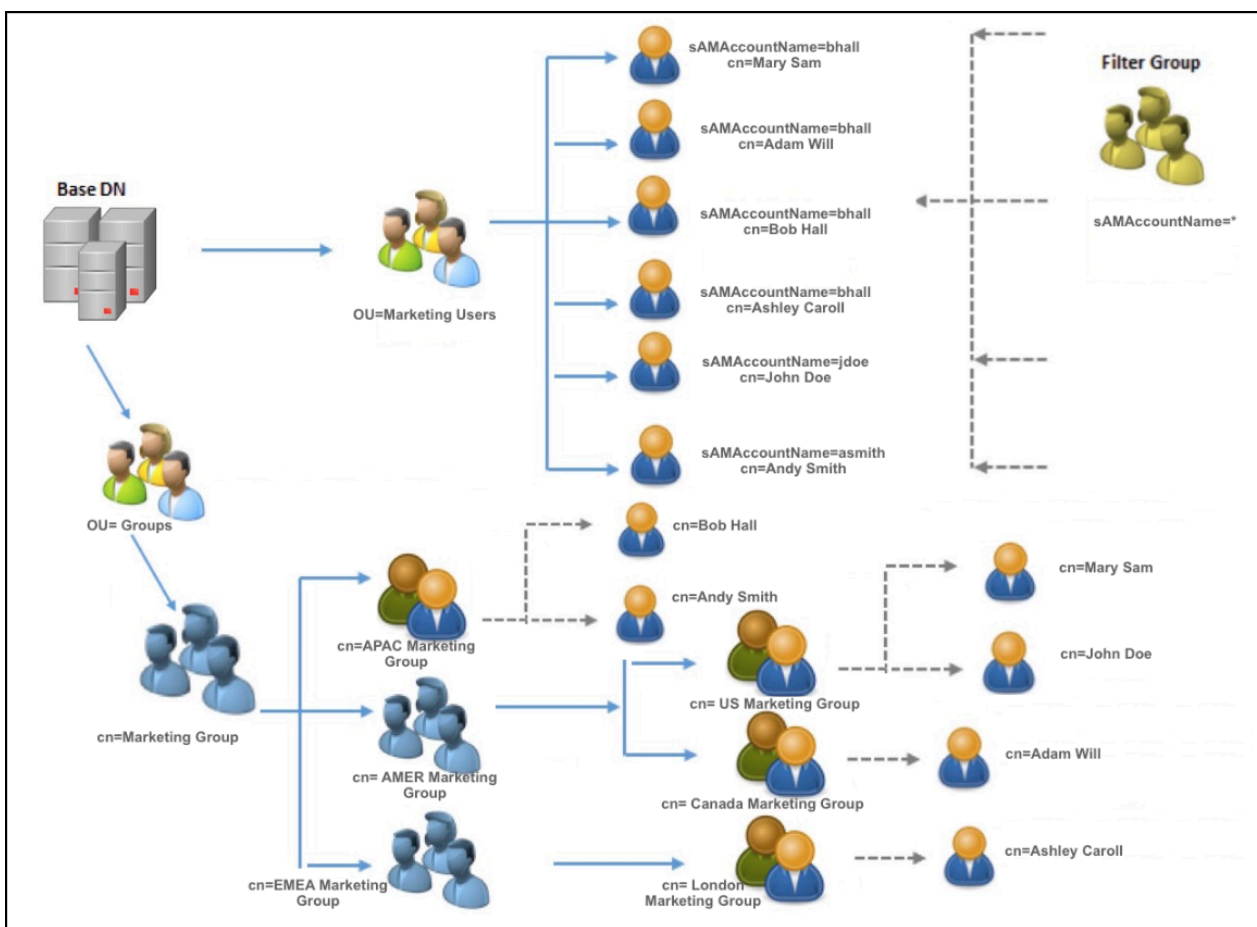 sAMAccountName=bhall
cn=Mary Sam
Filter Group
sAMAccountName=bhall
cn=Adam Will
Base DN
sAMAccountName=bhall
cn=Bob Hall
sAMAccountName=*
sAMAccountName=bhall
cn=Ashley Caroll
OU=Marketing Users
sAMAccountName=jdoe
cn=John Doe
sAMAccountName=asmith
cn=Andy Smith
OU= Groups
cn=Bob Hall
cn=Mary Sam
cn=Andy Smith
cn=APAC Marketing
Group
cn=John Doe
cn= US Marketing Group
cn=Marketing Group
cn= AMER Marketing
Group
cn=Adam Will
cn= Canada Marketing Group
cn=Ashley Caroll
cn=EMEA Marketing
Group
cn= London
Marketing Group